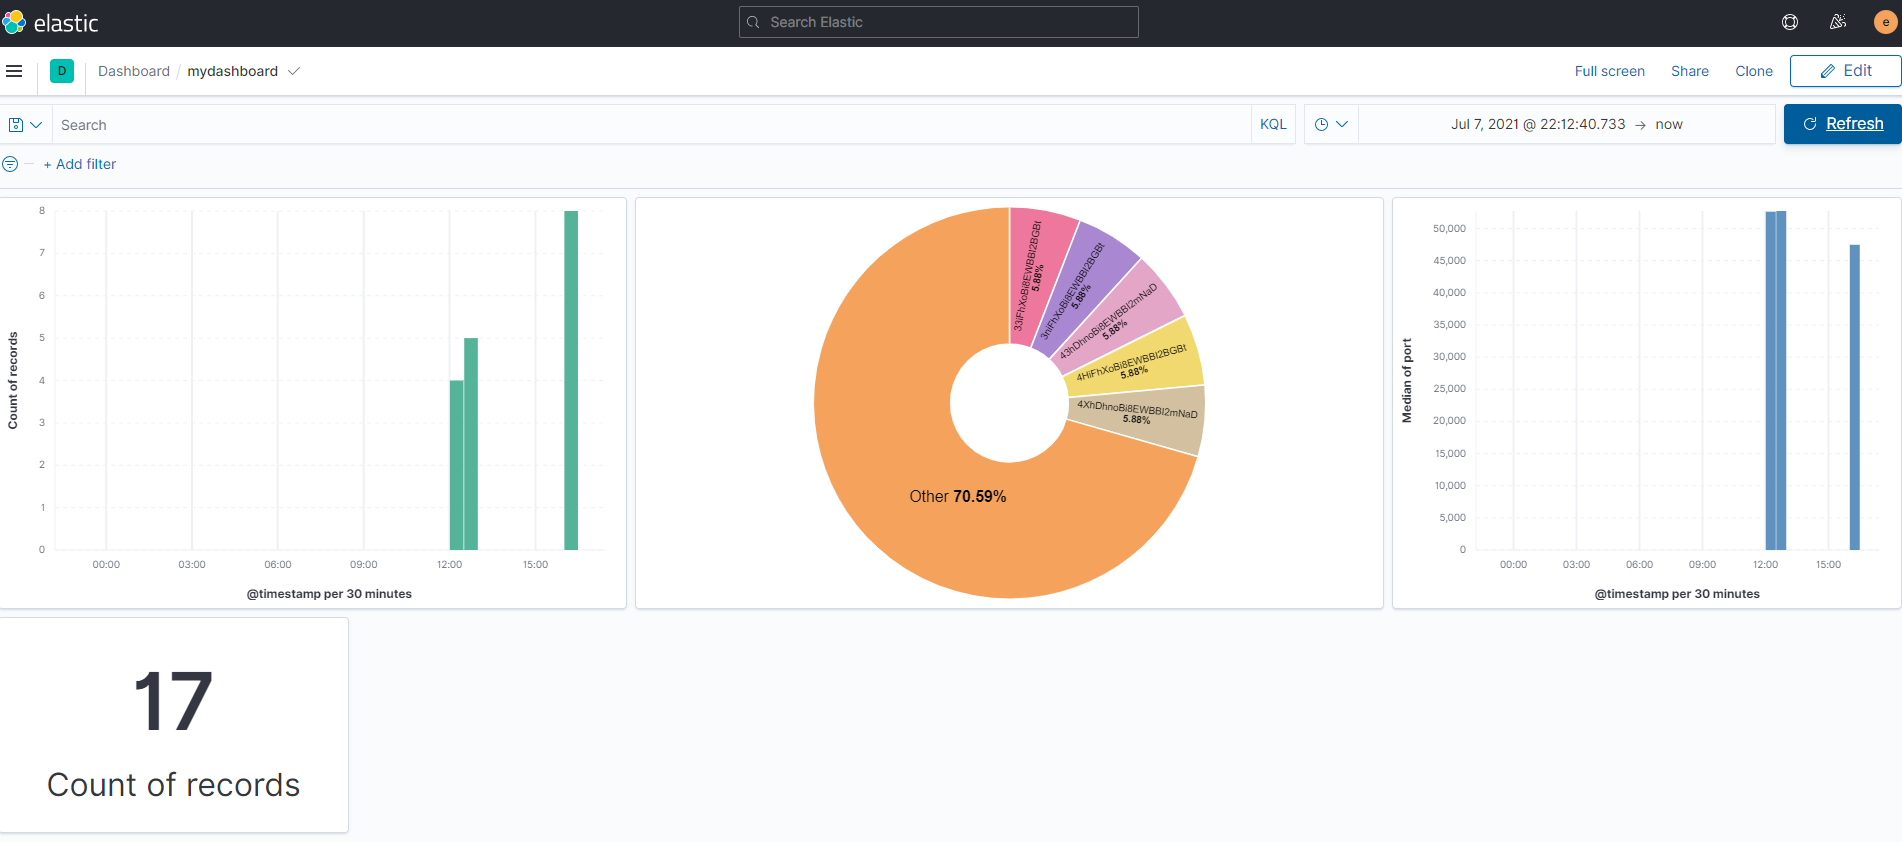 elastic
Search Elastic
e
D
Dashboard / mydashboard
Full screen
Share
Clone
Edit
Search
KQL
Jul 7, 2021 @ 22:12:40.733 → now
Refresh
+ Add filter
8
7
6
5
4
3
2
1
0
Count of records
00:00
03:00
06:00
09:00
12:00
15:00
@timestamp per 30 minutes
33iFhXoBi8EWBBI2BGBt
5.88%
3niFhXoBi8EWBBI2BGBt
5.88%
43hDhnoBi8EWBBI2mNaD
5.88%
4HiFhXoBi8EWBBI2BGBt
5.88%
4XhDhnoBi8EWBBI2mNaD
5.88%
Other 70.59%
50,000
45,000
40,000
35,000
30,000
25,000
20,000
15,000
10,000
5,000
0
Median of port
00:00
03:00
06:00
09:00
12:00
15:00
@timestamp per 30 minutes
17
Count of records